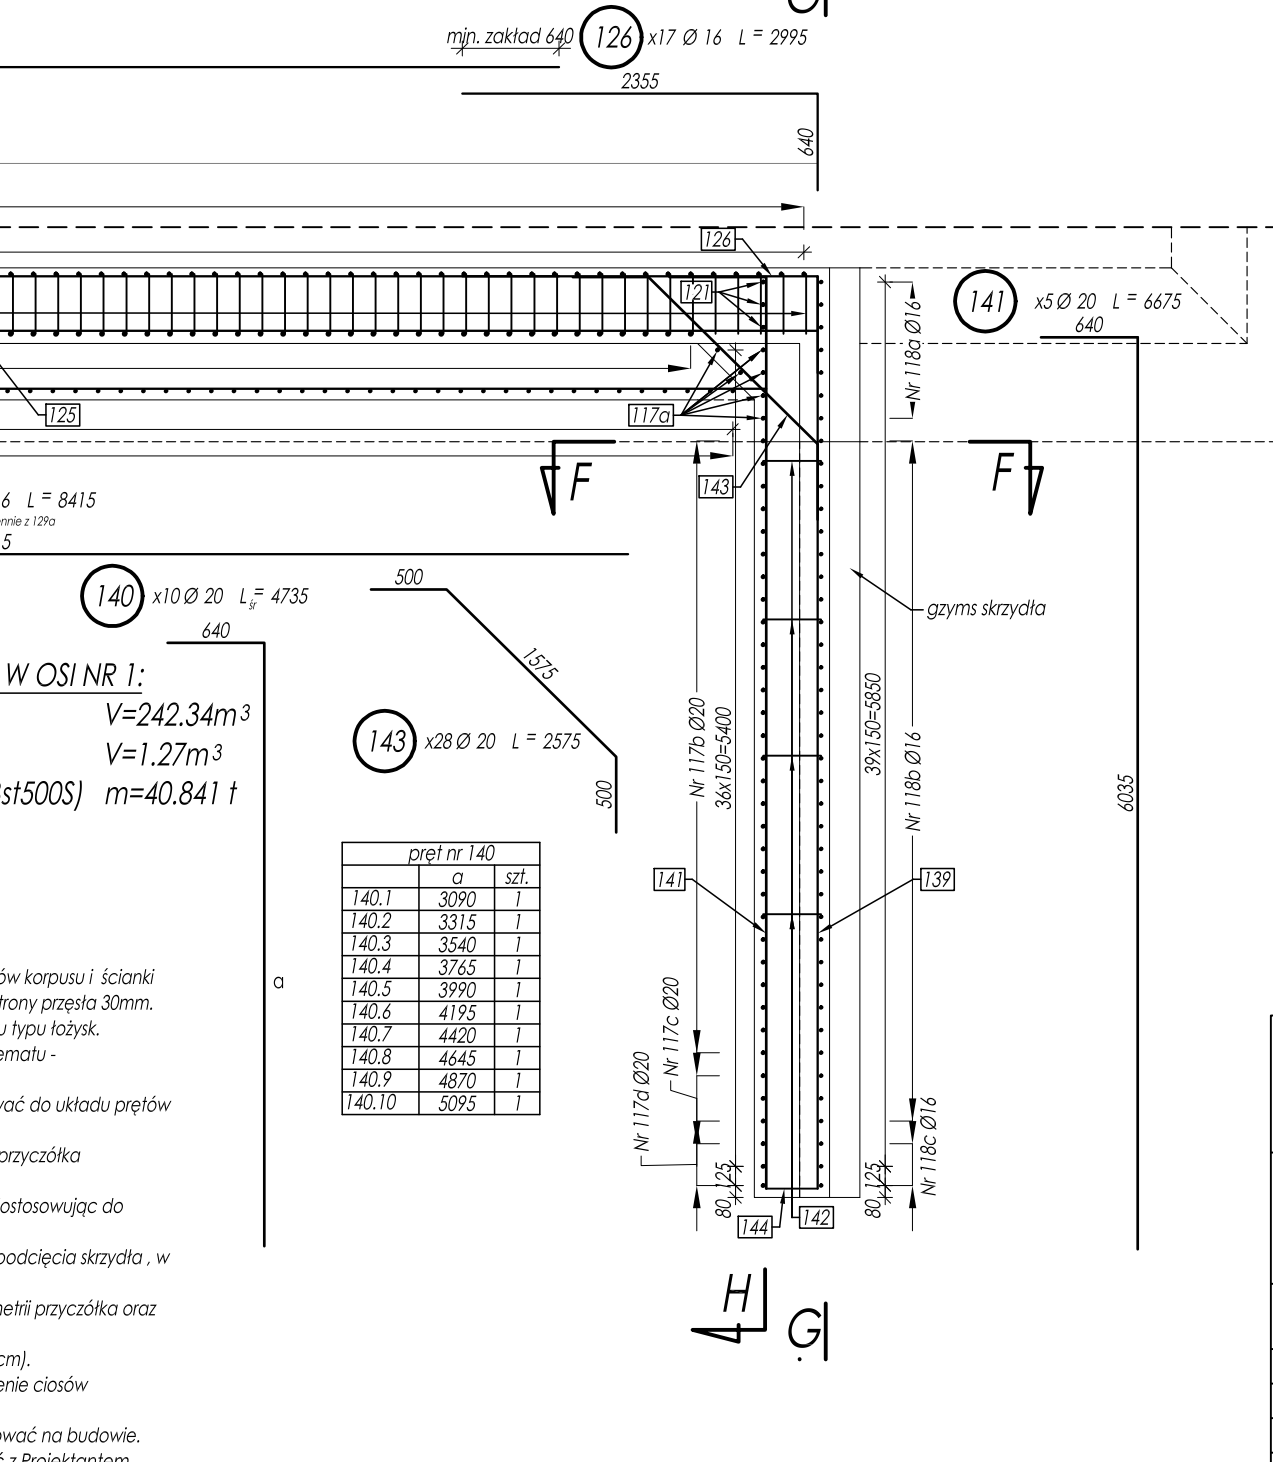 G
min. zakład 640 126 x17 Ø 16 L = 2995
2355
640
126
121
141 x5 Ø 20 L = 6675
640
Nr 118a Ø16
125
117a
143
F
F
6 L = 8415
ennie z 129a
5
140 x10 Ø 20 Lśr= 4735
640
500
1575
500
gzyms skrzydła
W OSI NR 1:
V=242.34m3
V=1.27m3
st500S) m=40.841 t
143 x28 Ø 20 L = 2575
Nr 117b Ø20
36x150=5400
39x150=5850
Nr 118b Ø16
6035
pręt nr 140
a szt.
140.1 3090 1
140.2 3315 1
140.3 3540 1
140.4 3765 1
140.5 3990 1
140.6 4195 1
140.7 4420 1
140.8 4645 1
140.9 4870 1
140.10 5095 1
141
139
a
Nr 117c Ø20
Nr 117d Ø20
Nr 118c Ø16
125
80
125
80
144
142
ów korpusu i ścianki
trony przęsła 30mm.
u typu łożysk.
ematu -
vać do układu prętów
przyczółka
ostosowując do
podcięcia skrzydła , w
netrii przyczółka oraz
cm).
enie ciosów
ować na budowie.
ć z Projektantem
H
G